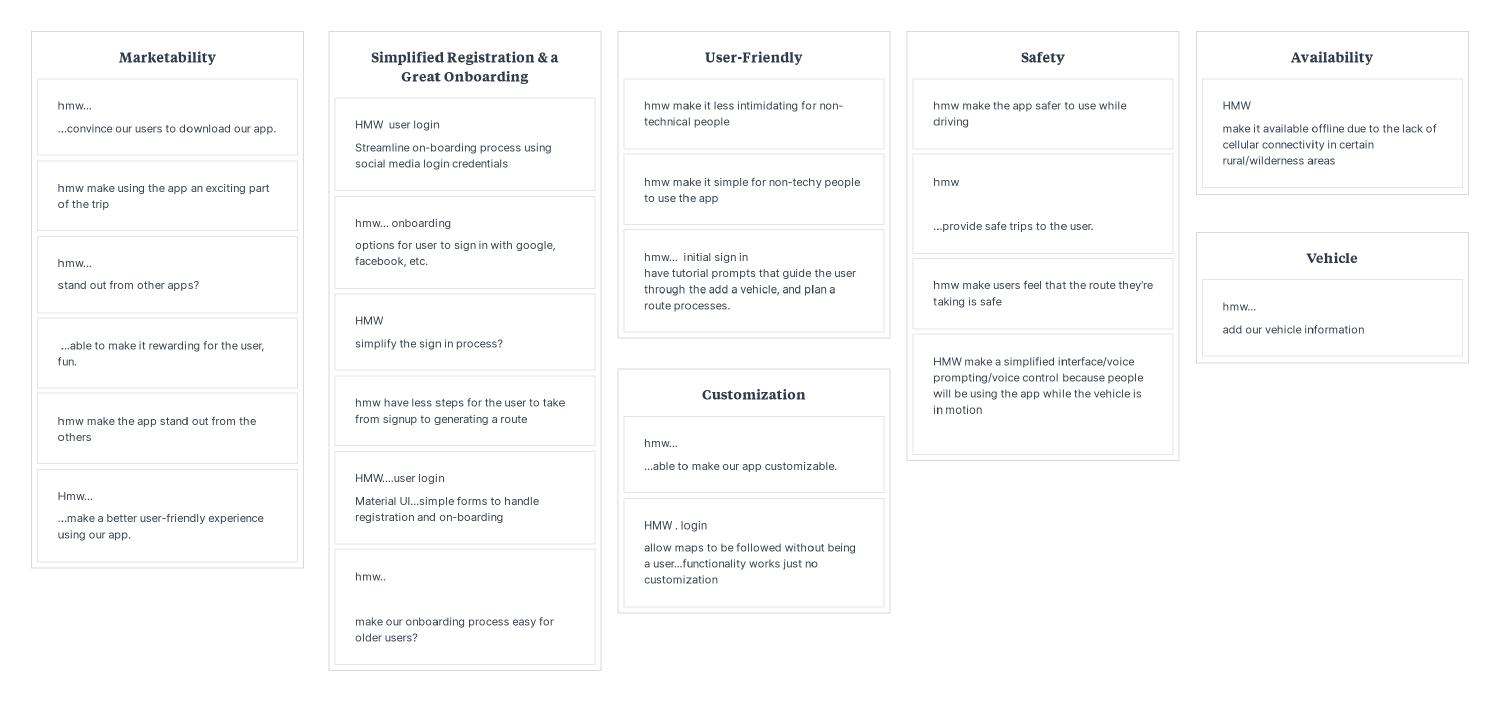 Marketability
hmw...
...convince our users to download our app.
hmw make using the app an exciting part
of the trip
hmw...
stand out from other apps?
...able to make it rewarding for the user,
fun.
hmw make the app stand out from the
others
Hmw...
...make a better user-friendly experience
using our app.
Simplified Registration & a
Great Onboarding
HMW  user login
Streamline on-boarding process using
social media login credentials
hmw... onboarding
options for user to sign in with google,
facebook, etc.
HMW
simplify the sign in process?
hmw have less steps for the user to take
from signup to generating a route
HMW....user login
Material UI...simple forms to handle
registration and on-boarding
hmw..
make our onboarding process easy for
older users?
User-Friendly
hmw make it less intimidating for non-
technical people
hmw make it simple for non-techy people
to use the app
hmw...  initial sign in
have tutorial prompts that guide the user
through the add a vehicle, and plan a
route processes.
Customization
hmw...
...able to make our app customizable.
HMW . login
allow maps to be followed without being
a user...functionality works just no
customization
Safety
hmw make the app safer to use while
driving
hmw
...provide safe trips to the user.
hmw make users feel that the route they're
taking is safe
HMW make a simplified interface/voice
prompting/voice control because people
will be using the app while the vehicle is
in motion
Availability
HMW
make it available offline due to the lack of
cellular connectivity in certain
rural/wilderness areas
Vehicle
hmw...
add our vehicle information